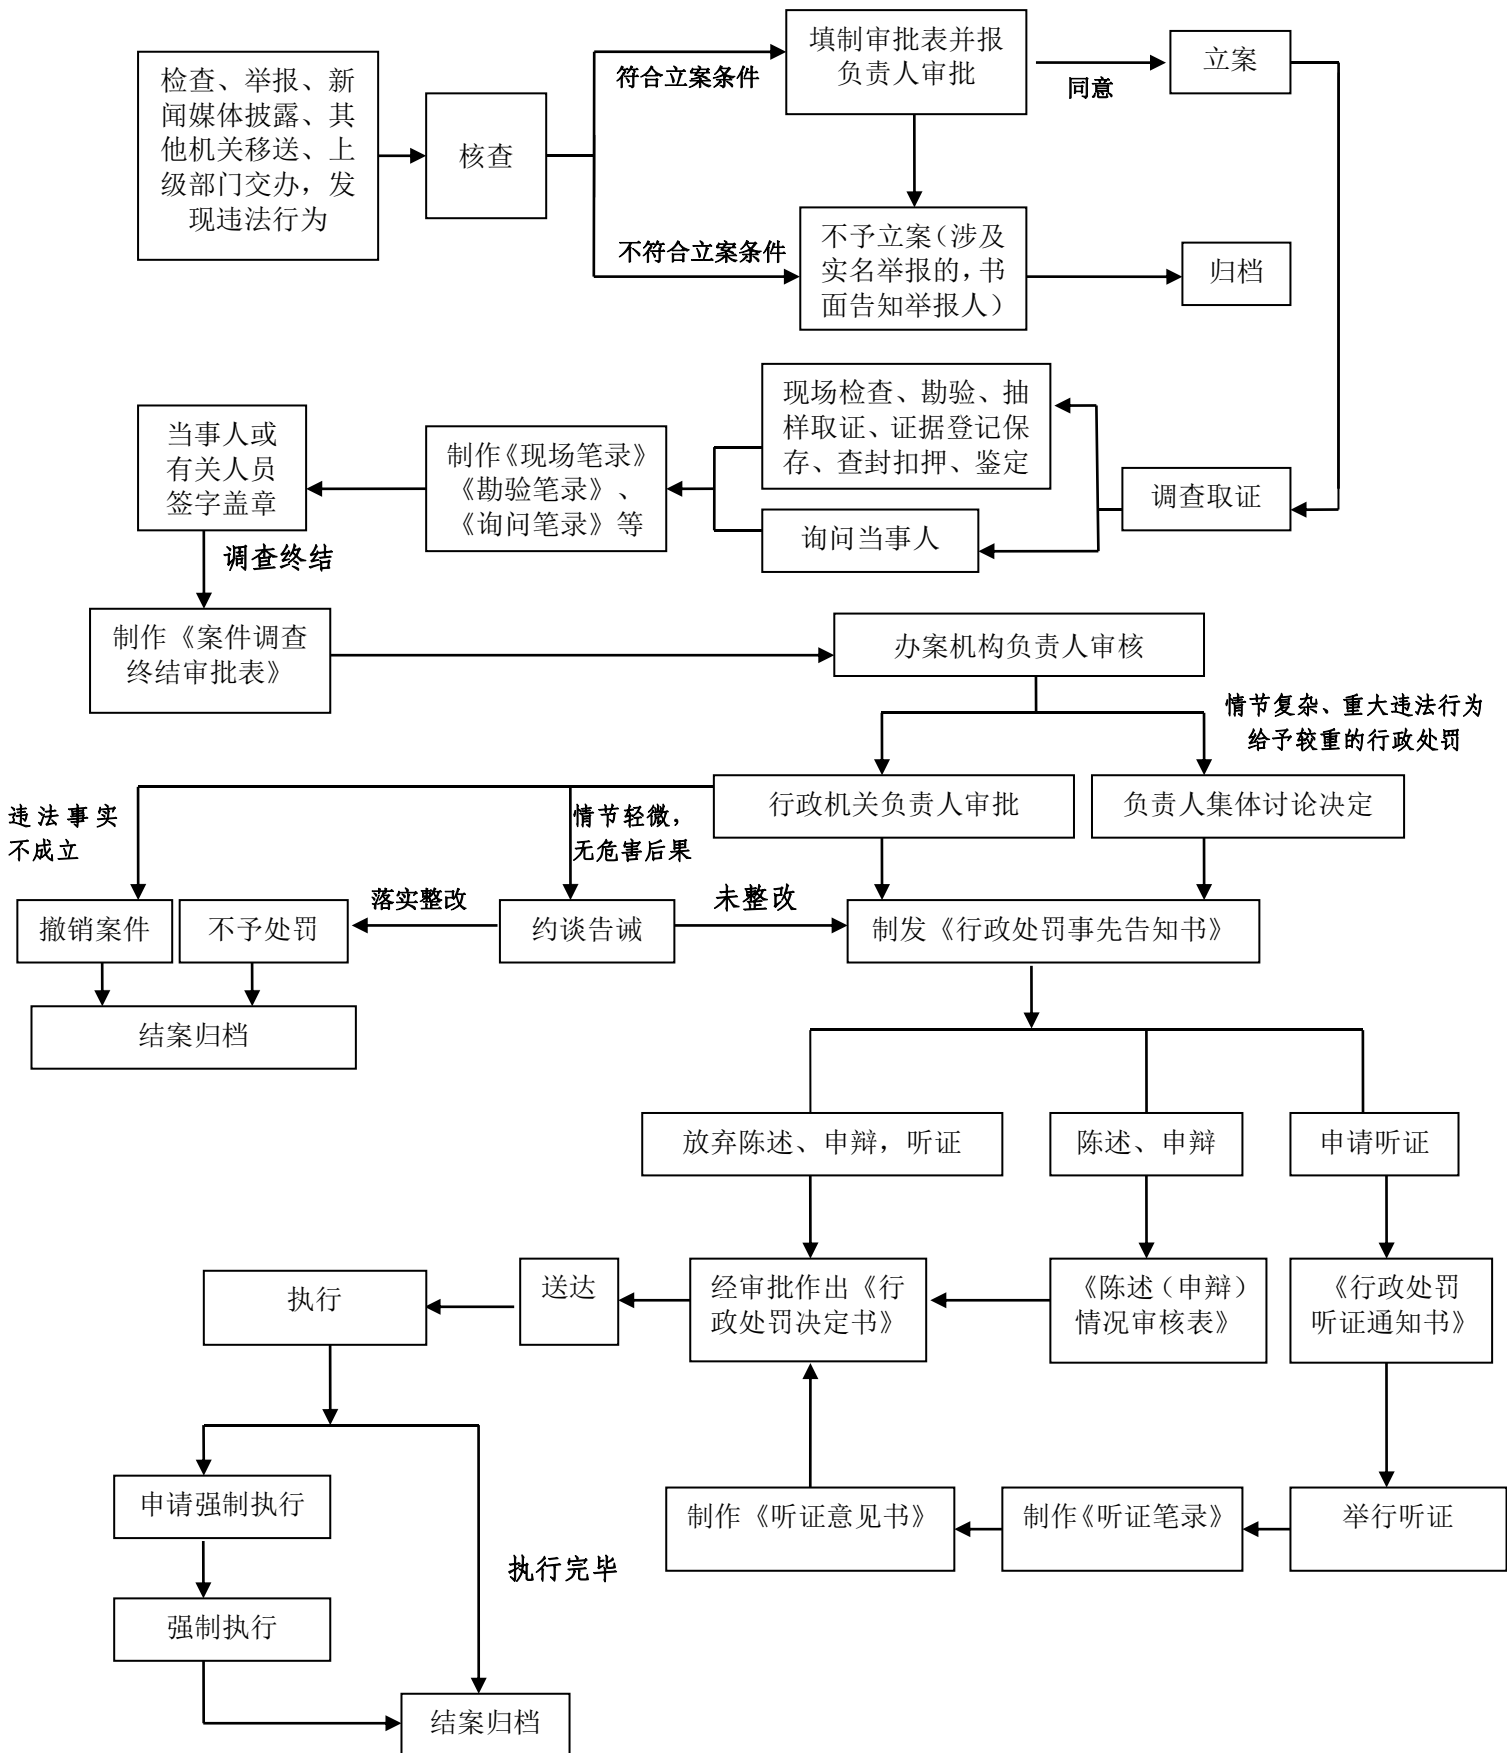 检查、举报、新
闻媒体披露、其
他机关移送、上
级部门交办，发
现违法行为
核查
符合立案条件
不符合立案条件
填制审批表并报
负责人审批
同意
立案
不予立案（涉及
实名举报的，书
面告知举报人）
归档
现场检查、勘验、抽
样取证、证据登记保
存、查封扣押、鉴定
调查取证
询问当事人
制作《现场笔录》
《勘验笔录》、
《询问笔录》等
当事人或
有关人员
签字盖章
调查终结
制作《案件调查
终结审批表》
办案机构负责人审核
情节复杂、重大违法行为
给予较重的行政处罚
行政机关负责人审批
负责人集体讨论决定
违法事实
不成立
情节轻微，
无危害后果
撤销案件
不予处罚
落实整改
约谈告诫
未整改
制发《行政处罚事先告知书》
结案归档
放弃陈述、申辩，听证
陈述、申辩
申请听证
执行
送达
经审批作出《行
政处罚决定书》
《陈述（申辩）
情况审核表》
《行政处罚
听证通知书》
申请强制执行
制作《听证意见书》
制作《听证笔录》
举行听证
执行完毕
强制执行
结案归档